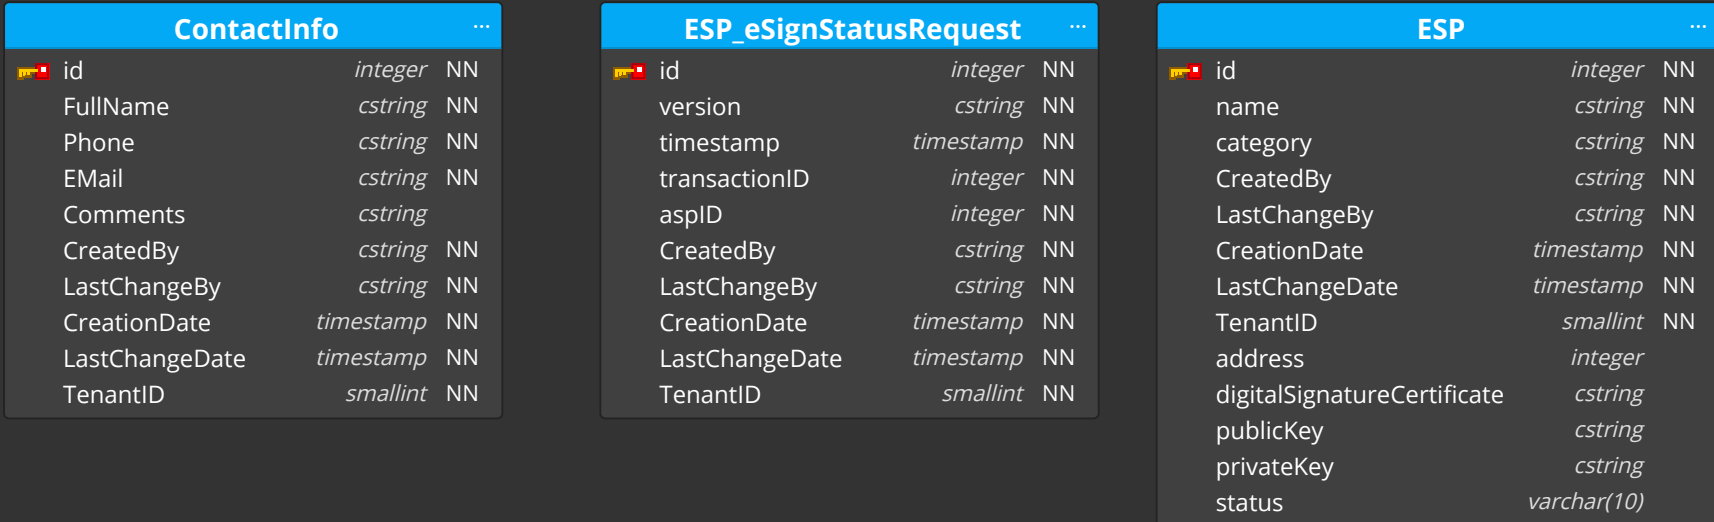 ContactInfo ...
id integer NN
FullName cstring NN
Phone cstring NN
EMail cstring NN
Comments cstring
CreatedBy cstring NN
LastChangeBy cstring NN
CreationDate timestamp NN
LastChangeDate timestamp NN
TenantID smallint NN
ESP_eSignStatusRequest ...
id integer NN
version cstring NN
timestamp timestamp NN
transactionID integer NN
aspID integer NN
CreatedBy cstring NN
LastChangeBy cstring NN
CreationDate timestamp NN
LastChangeDate timestamp NN
TenantID smallint NN
ESP ...
id integer NN
name cstring NN
category cstring NN
CreatedBy cstring NN
LastChangeBy cstring NN
CreationDate timestamp NN
LastChangeDate timestamp NN
TenantID smallint NN
address integer
digitalSignatureCertificate cstring
publicKey cstring
privateKey cstring
status varchar(10)